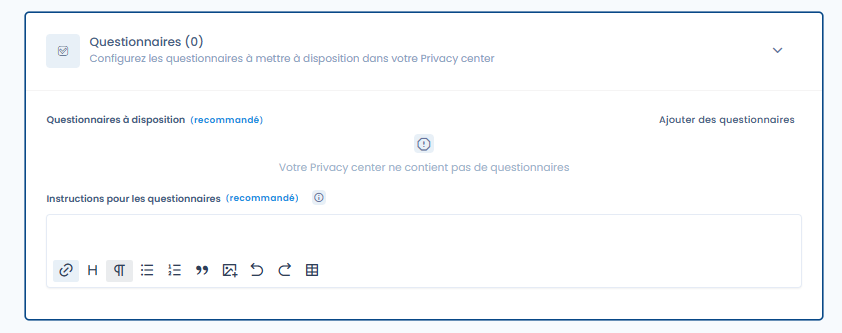 Questionnaires (0)
Configurez les questionnaires à mettre à disposition dans votre Privacy center
Questionnaires à disposition (recommandé)
Ajouter des questionnaires
Votre Privacy center ne contient pas de questionnaires
Instructions pour les questionnaires (recommandé)
H